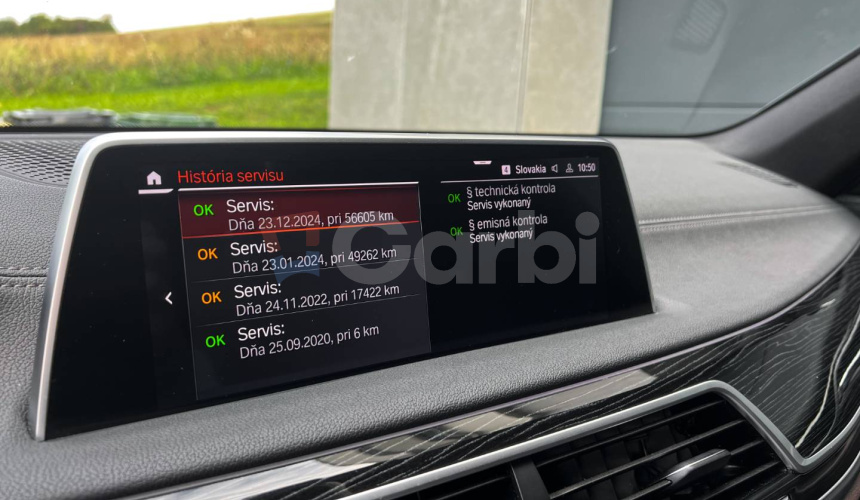 História servisu
4 Slovakia 10:50
OK Servis:
Dňa 23.12.2024, pri 56605 km
OK Servis:
Dňa 23.01.2024, pri 49262 km
OK Servis:
Dňa 24.11.2022, pri 17422 km
OK Servis:
Dňa 25.09.2020, pri 6 km
OK § technická kontrola
Servis vykonaný
OK § emisná kontrola
Servis vykonaný
Garbi